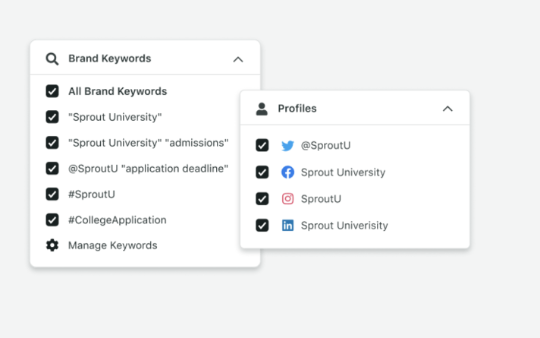 Brand Keywords
All Brand Keywords
"Sprout University"
"Sprout University" "admissions"
@SproutU "application deadline"
#SproutU
#CollegeApplication
Manage Keywords
Profiles
@SproutU
Sprout University
SproutU
Sprout Univerisity